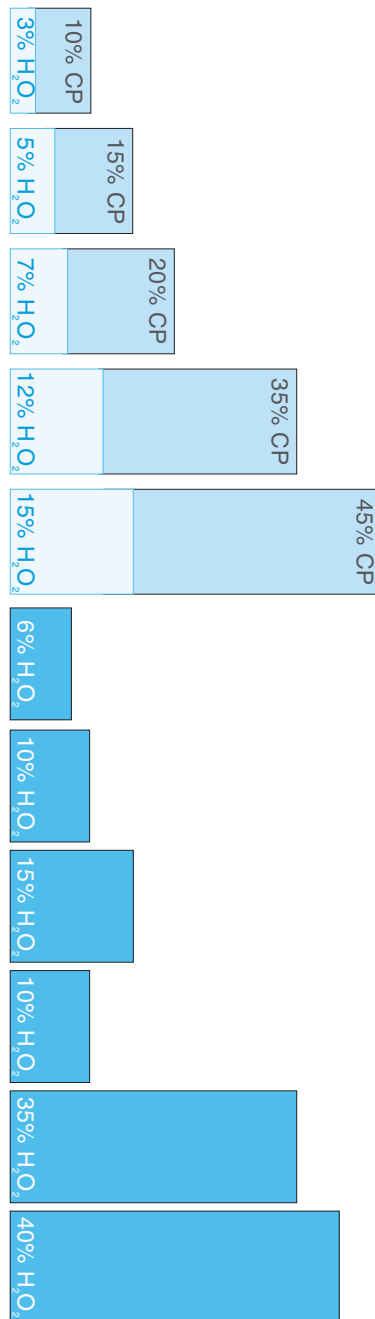 10% CP
3% H₂O₂
15% CP
5% H₂O₂
20% CP
7% H₂O₂
35% CP
12% H₂O₂
45% CP
15% H₂O₂
6% H₂O₂
10% H₂O₂
15% H₂O₂
10% H₂O₂
35% H₂O₂
40% H₂O₂